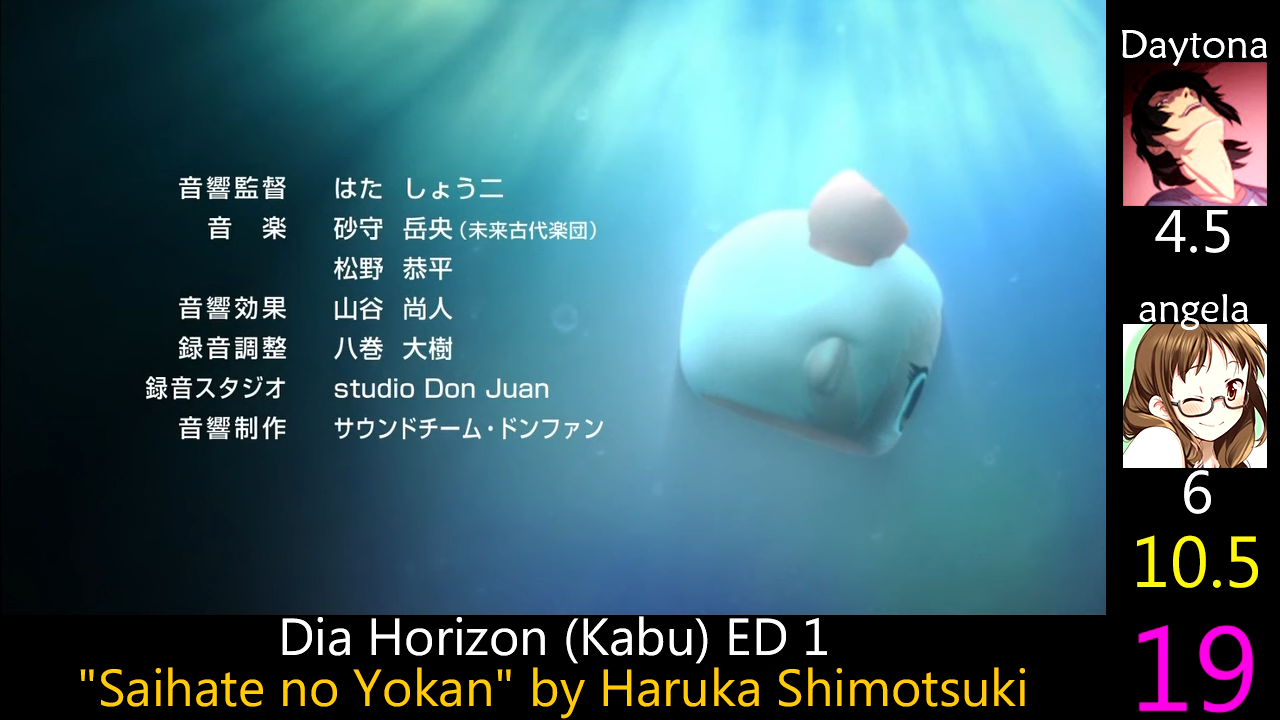 音響監督 はた しょう二
音 楽 砂守 岳央(未来古代楽団)
松野 恭平
音響効果 山谷 尚人
録音調整 八巻 大樹
録音スタジオ studio Don Juan
音響制作 サウンドチーム・ドンファン
Daytona
4.5
angela
6
10.5
19
Dia Horizon (Kabu) ED 1
"Saihate no Yokan" by Haruka Shimotsuki